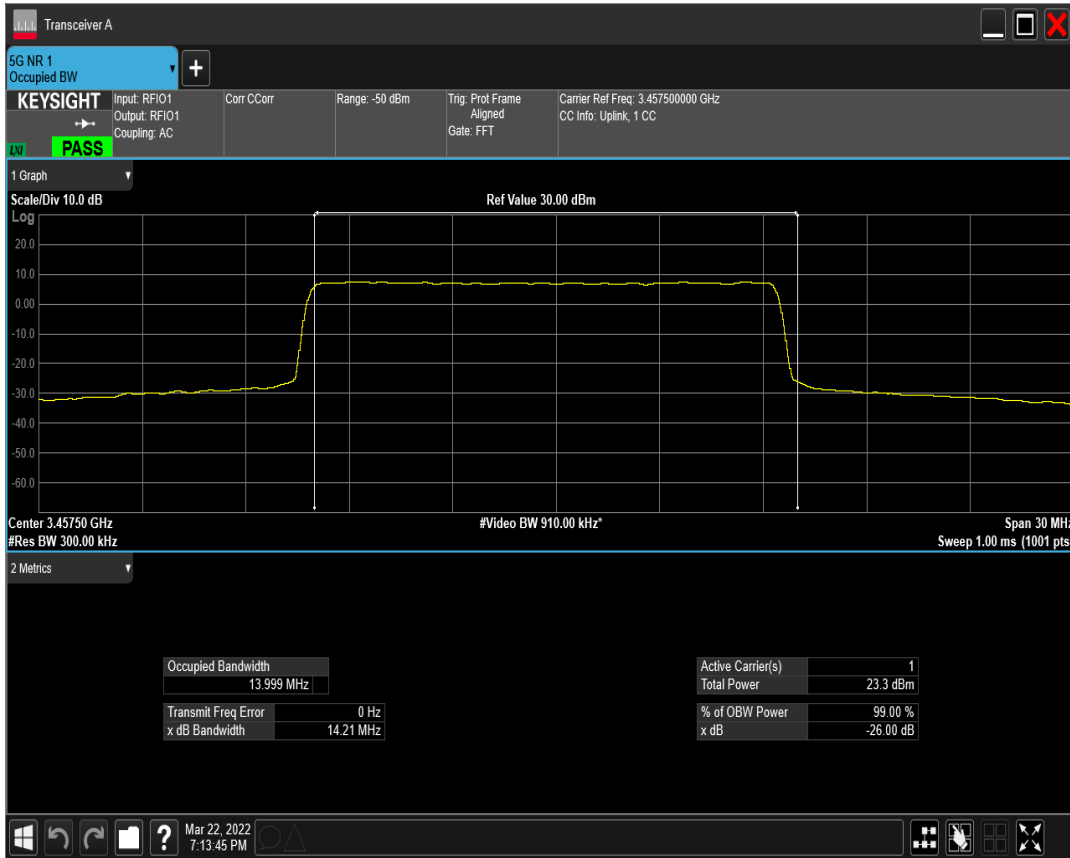 Transceiver A
5G NR 1
Occupied BW
KEYSIGHT
LXI
PASS
Input: RFIO1
Output: RFIO1
Coupling: AC
Corr CCorr
Range: -50 dBm
Trig: Prot Frame
Aligned
Gate: FFT
Carrier Ref Freq: 3.457500000 GHz
CC Info: Uplink, 1 CC
1 Graph
Scale/Div 10.0 dB
Ref Value 30.00 dBm
Log
20.0
10.0
0.00
-10.0
-20.0
-30.0
-40.0
-50.0
-60.0
Center 3.45750 GHz
#Video BW 910.00 kHz*
Span 30 MHz
#Res BW 300.00 kHz
Sweep 1.00 ms (1001 pts
2 Metrics
Occupied Bandwidth
13.999 MHz
Transmit Freq Error 0 Hz
x dB Bandwidth 14.21 MHz
Active Carrier(s) 1
Total Power 23.3 dBm
% of OBW Power 99.00 %
x dB -26.00 dB
?
Mar 22, 2022
7:13:45 PM